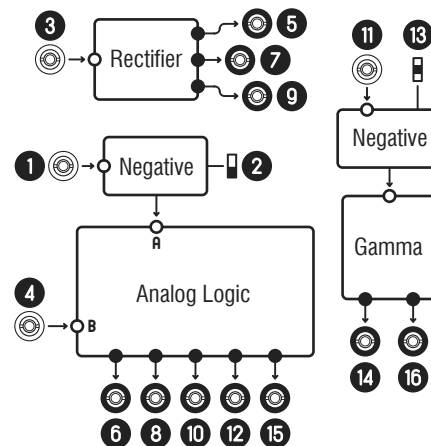 3
5
Rectifier
7
9
11
13
Negative
1
Negative
2
A
4
B
Analog Logic
Gamma
6
8
10
12
15
14
16